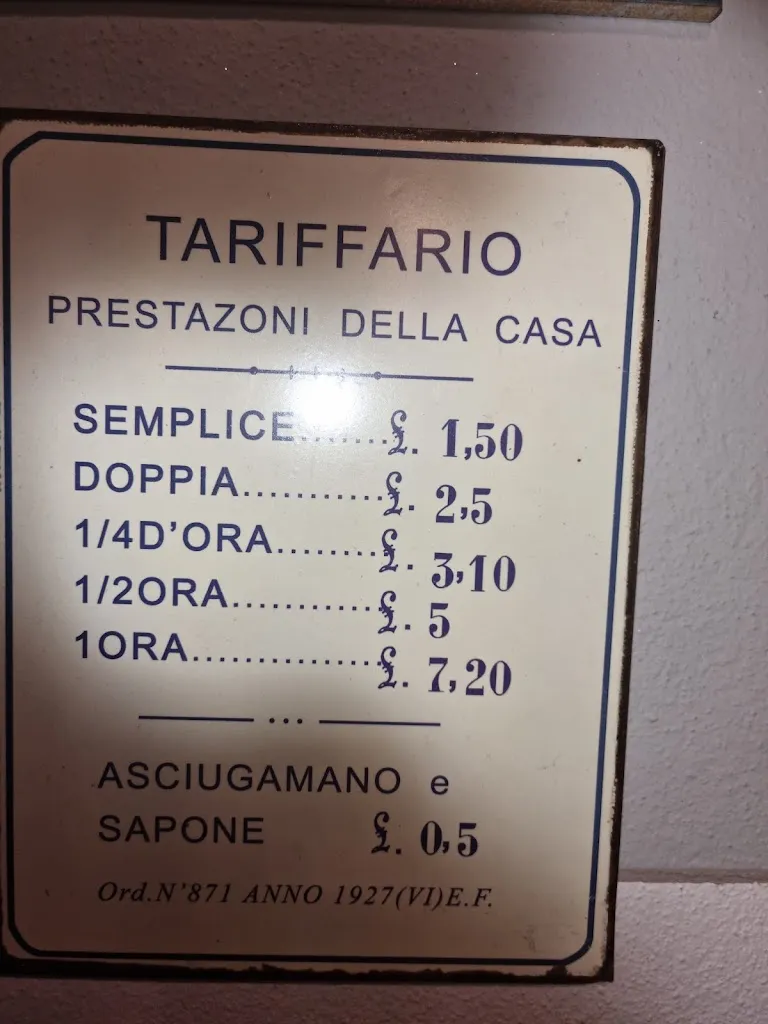 TARIFFARIO
PRESTAZONI DELLA CASA
SEMPLICE.......£. 1,50
DOPPIA...........£. 2,5
1/4D'ORA........£. 3,10
1/2ORA............£. 5
1ORA...............£. 7,20
ASCIUGAMANO e
SAPONE £. 0,5
Ord.N'871 ANNO 1927(VI)E.F.